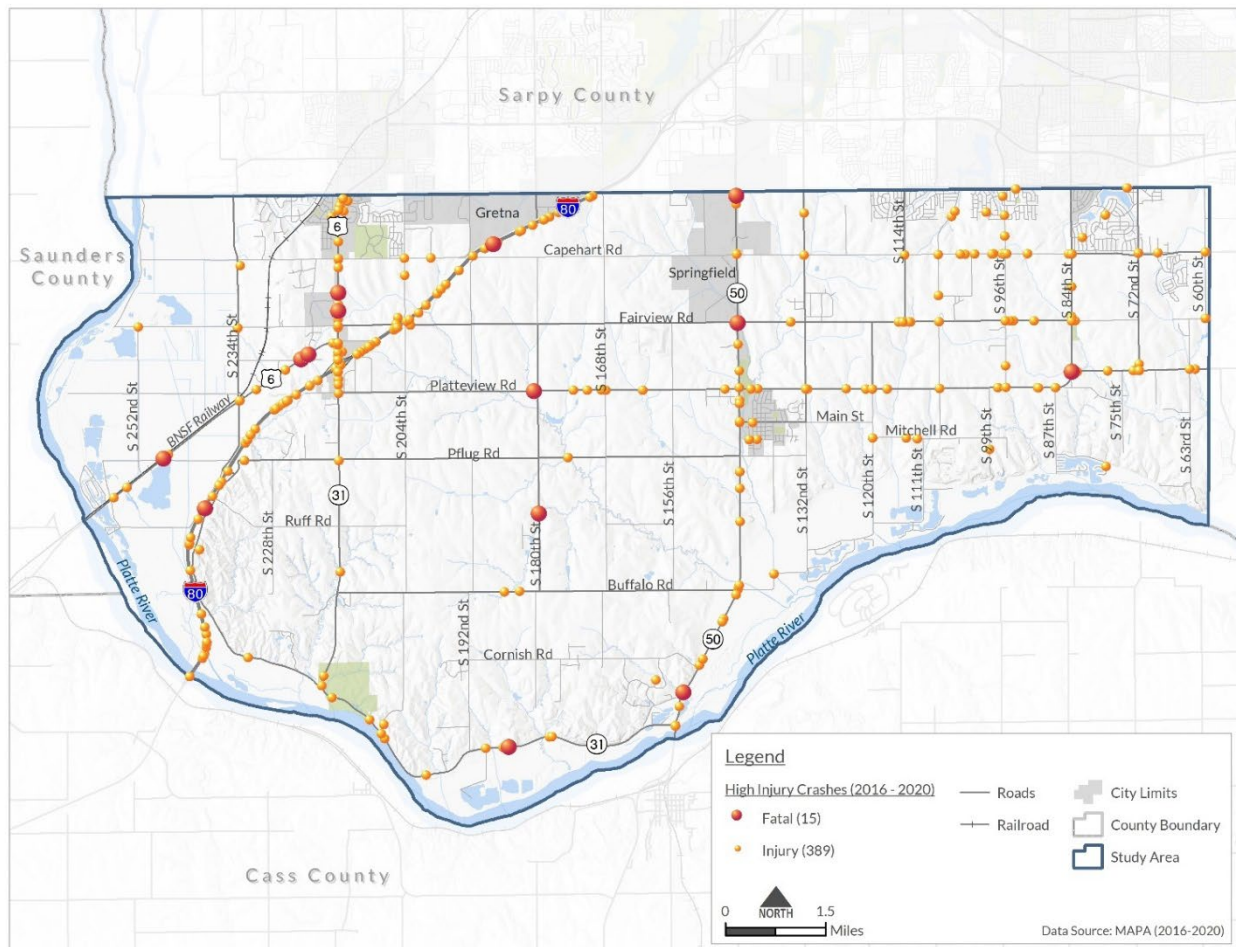 Sarpy County
Saunders
County
6
Gretna
80
Capehart Rd
Springfield
50
Fairview Rd
S 114th St
S 96th St
S 84th St
S 72nd St
S 60th St
S 234th St
S 252nd St
6
BNSF Railway
Platteview Rd
S 168th St
S 204th St
Main St
Mitchell Rd
Pflug Rd
S 99th St
S 87th St
S 75th St
S 63rd St
31
Ruff Rd
S 228th St
S 180th St
S 156th St
S 132nd St
S 120th St
S 111th St
Platte River
80
Buffalo Rd
S 192nd St
Cornish Rd
50
Platte River
31
Cass County
Legend
High Injury Crashes (2016 - 2020)
Fatal (15)
Injury (389)
Roads
Railroad
City Limits
County Boundary
Study Area
NORTH
0 1.5
Miles
Data Source: MAPA (2016-2020)